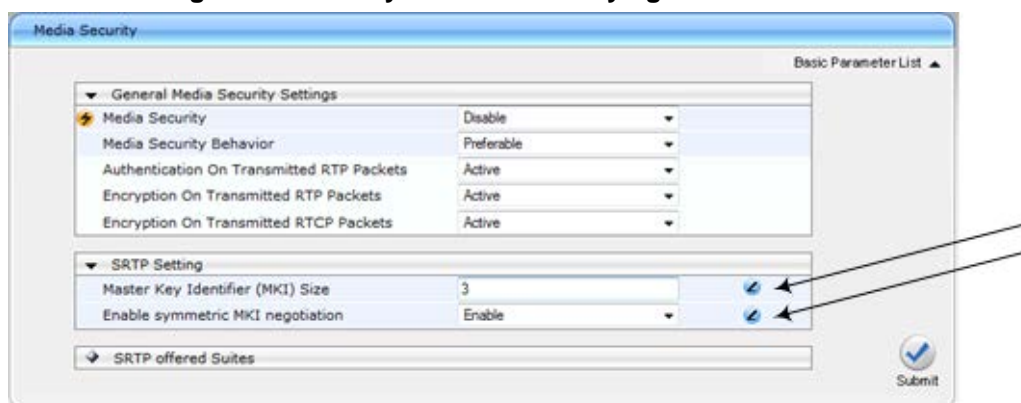 Media Security
Basic Parameter List
General Media Security Settings
Media Security Disable
Media Security Behavior Preferable
Authentication On Transmitted RTP Packets Active
Encryption On Transmitted RTP Packets Active
Encryption On Transmitted RTCP Packets Active
SRTP Setting
Master Key Identifier (MKI) Size 3
Enable symmetric MKI negotiation Enable
SRTP offered Suites
Submit